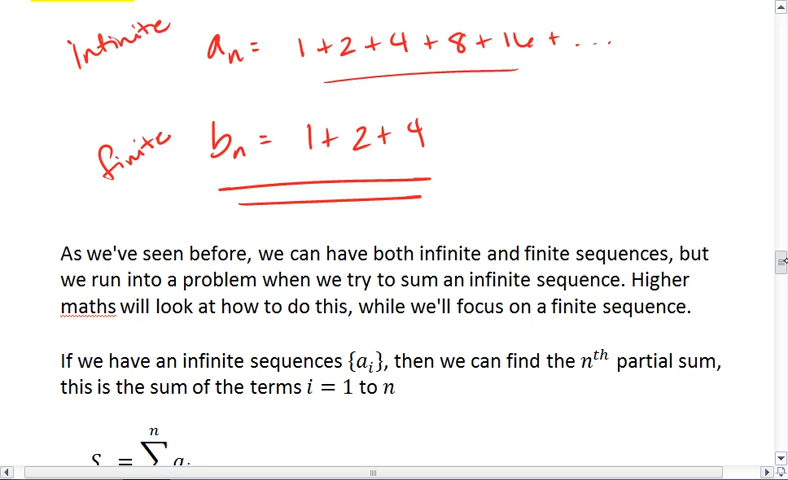 infinite aₙ = 1 + 2 + 4 + 8 + 16 + ...
finite bₙ = 1 + 2 + 4
As we've seen before, we can have both infinite and finite sequences, but
we run into a problem when we try to sum an infinite sequence. Higher
maths will look at how to do this, while we'll focus on a finite sequence.
If we have an infinite sequences {aᵢ}, then we can find the nᵗʰ partial sum,
this is the sum of the terms i = 1 to n
n
S = ∑ aᵢ